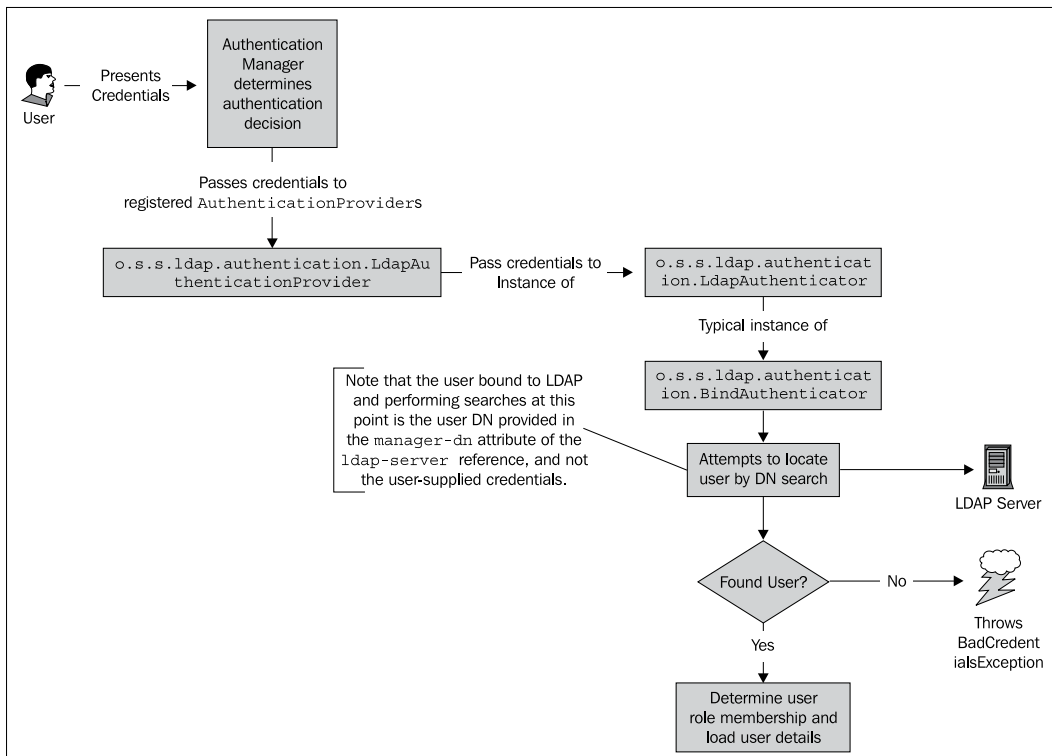 User
Presents
Credentials
Authentication
Manager
determines
authentication
decision
Passes credentials to
registered AuthenticationProviders
o.s.s.ldap.authentication.LdapAu
thenticationProvider
Pass credentials to
Instance of
o.s.s.ldap.authenticat
ion.LdapAuthenticator
Typical instance of
o.s.s.ldap.authenticat
ion.BindAuthenticator
Note that the user bound to LDAP
and performing searches at this
point is the user DN provided in
the manager-dn attribute of the
ldap-server reference, and not
the user-supplied credentials.
Attempts to locate
user by DN search
LDAP Server
Found User?
No
Throws
BadCredent
ialsException
Yes
Determine user
role membership and
load user details